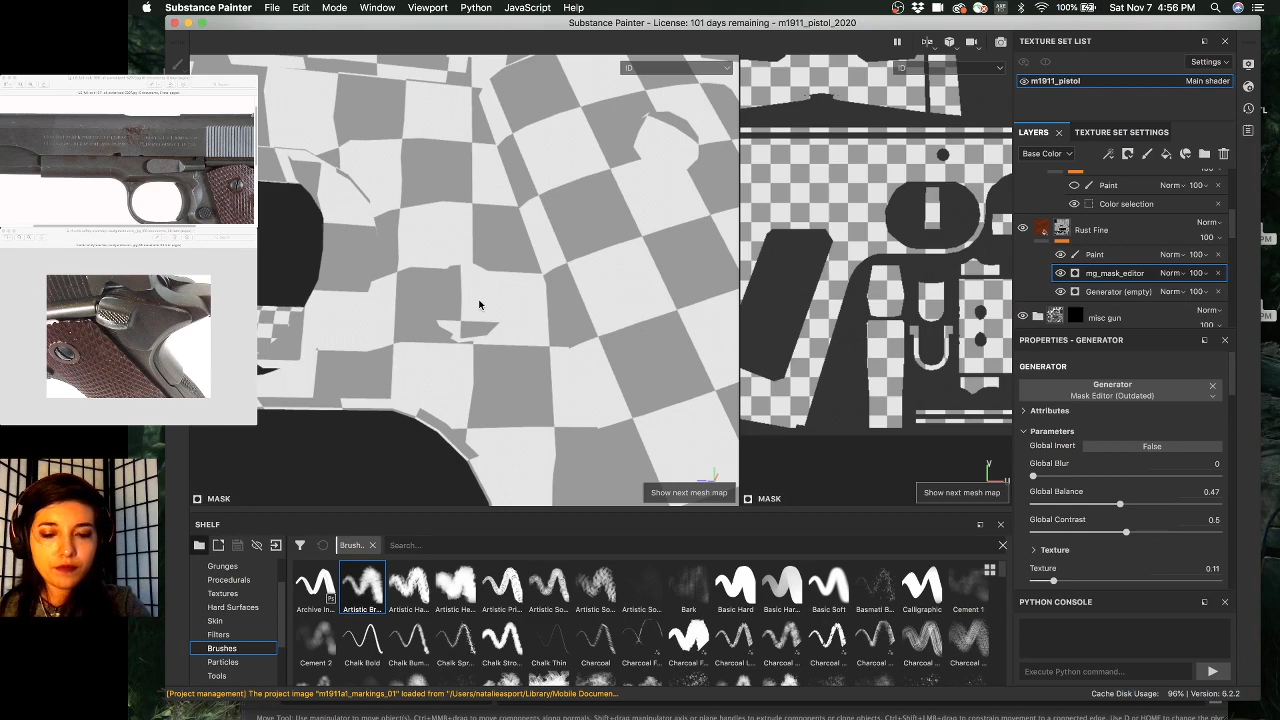 Substance Painter File Edit Mode Window Viewport Python JavaScript Help 100% Sat Nov 7 4:56 PM
Substance Painter - License: 101 days remaining - m1911_pistol_2020
ID
ID
TEXTURE SET LIST
Settings
m1911_pistol Main shader
LAYERS TEXTURE SET SETTINGS
Base Color
Paint Norm 100
Color selection Norm 100
Rust Fine Norm
100
Paint Norm 100
mg_mask_editor Norm 100
Generator (empty) Norm 100
misc gun Norm
100
PROPERTIES - GENERATOR
GENERATOR
Generator
Mask Editor (Outdated)
Attributes
Parameters
Global Invert False
Global Blur 0
Global Balance 0.47
Global Contrast 0.5
Texture
Texture 0.11
PYTHON CONSOLE
Execute Python command...
MASK
Show next mesh map
MASK
Show next mesh map
SHELF
Brush.. Search...
Grunges
Procedurals
Textures
Hard Surfaces
Skin
Filters
Brushes
Particles
Tools
Archive In... Artistic Br... Artistic Ha... Artistic He... Artistic Pri... Artistic So... Artistic So... Artistic So... Bark Basic Hard Basic Har... Basic Soft Basmati B... Calligraphic Cement 1
Cement 2 Chalk Bold Chalk Bum... Chalk Spr... Chalk Stro... Chalk Thin Charcoal Charcoal F... Charcoal F... Charcoal L... Charcoal ... Charcoal ... Charcoal ... Charcoal ... Charcoal ...
[Project management] The project image "m1911a1_markings_01" loaded from "/Users/natalieasport/Library/Mobile Documen...
Cache Disk Usage: 96% | Version: 6.2.2